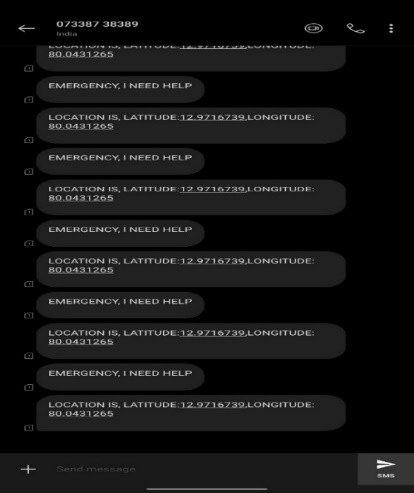 073387 38389
India
LOCATION IS, LATITUDE:12.9716739,LONGITUDE:
80.0431265
EMERGENCY, I NEED HELP
LOCATION IS, LATITUDE:12.9716739,LONGITUDE:
80.0431265
EMERGENCY, I NEED HELP
LOCATION IS, LATITUDE:12.9716739,LONGITUDE:
80.0431265
EMERGENCY, I NEED HELP
LOCATION IS, LATITUDE:12.9716739,LONGITUDE:
80.0431265
EMERGENCY, I NEED HELP
LOCATION IS, LATITUDE:12.9716739,LONGITUDE:
80.0431265
EMERGENCY, I NEED HELP
LOCATION IS, LATITUDE:12.9716739,LONGITUDE:
80.0431265
Send message
SMS